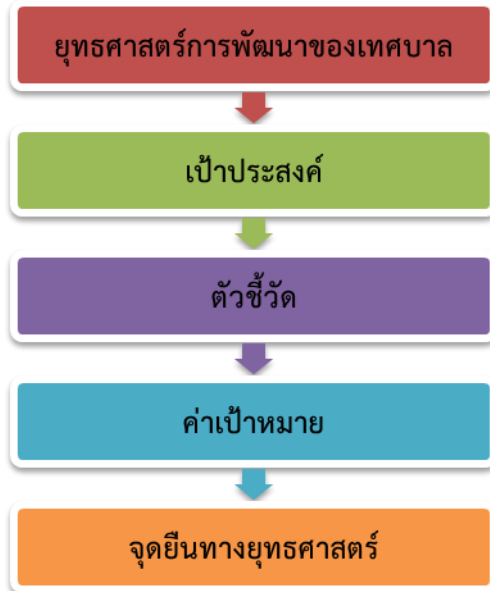 ยุทธศาสตร์การพัฒนาของเทศบาล
เป้าประสงค์
ตัวชี้วัด
ค่าเป้าหมาย
จุดยืนทางยุทธศาสตร์